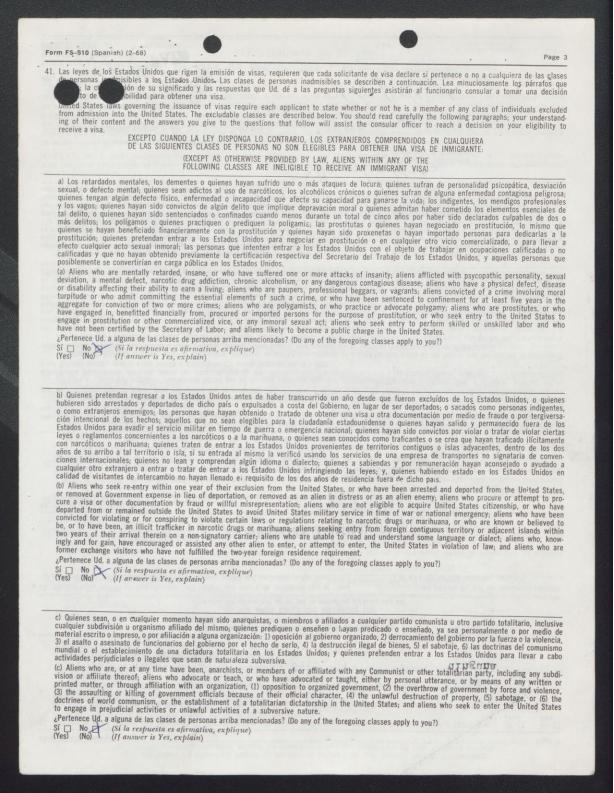 Form FS-510 (Spanish) (2-68)
Page 3
41. Las leyes de los Estados Unidos que rigen la emisión de visas, requieren que cada solicitante de visa declare si pertenece o no a cualquiera de las clases
de personas inadmisibles a los Estados Unidos. Las clases de personas inadmisibles se describen a continuación. Lea minuciosamente los párrafos que
la ión de su significado y las respuestas que Ud. dé a las preguntas siguientes asistirán al funcionario consular a tomar una decisión
to de bilidad para obtener una visa.
United States laws governing the issuance of visas require each applicant to state whether or not he is a member of any class of individuals excluded
from admission into the United States. The excludable classes are described below. You should read carefully the following paragraphs; your understand-
ing of their content and the answers you give to the questions that follow will assist the consular officer to reach a decision on your eligibility to
receive a visa.
EXCEPTO CUANDO LA LEY DISPONGA LO CONTRARIO, LOS EXTRANJEROS COMPRENDIDOS EN CUALQUIERA
DE LAS SIGUIENTES CLASES DE PERSONAS NO SON ELEGIBLES PARA OBTENER UNA VISA DE INMIGRANTE:
(EXCEPT AS OTHERWISE PROVIDED BY LAW, ALIENS WITHIN ANY OF THE
FOLLOWING CLASSES ARE INELIGIBLE TO RECEIVE AN IMMIGRANT VISA)
a) Los retardados mentales, los dementes o quienes hayan sufrido uno o más ataques de locura; quienes sufran de personalidad psicopática, desviación
sexual, o defecto mental; quienes sean adictos al uso de narcóticos, los alcohólicos crónicos o quienes sufran de alguna enfermedad contagiosa peligrosa;
quienes tengan algún defecto físico, enfermedad o incapacidad que afecte su capacidad para ganarse la vida; los indigentes, los mendigos profesionales
y los vagos; quienes hayan sido convictos de algún delito que implique depravación moral o quienes admitan haber cometido los elementos esenciales de
tal delito, o quienes hayan sido sentenciados o confinados cuando menos durante un total de cinco años por haber sido declarados culpables de dos o
más delitos; los polígamos o quienes practiquen o prediquen la poligamia; las prostitutas o quienes hayan negociado en prostitución, lo mismo que
quienes se hayan beneficiado financieramente con la prostitución y quienes hayan sido proxenetas o hayan importado personas para dedicarlas a la
prostitución; quienes pretendan entrar a los Estados Unidos para negociar en prostitución o en cualquier otro vicio comercializado, o para llevar a
efecto cualquier acto sexual inmoral; las personas que intenten entrar a los Estados Unidos con el objeto de trabajar en ocupaciones calificadas o no
calificadas y que no hayan obtenido previamente la certificación respectiva del Secretario del Trabajo de los Estados Unidos, y aquellas personas que
posiblemente se convertirían en carga pública en los Estados Unidos.
(a) Aliens who are mentally retarded, insane, or who have suffered one or more attacks of insanity; aliens afflicted with psycopathic personality, sexual
deviation, a mental defect, narcotic drug addiction, chronic alcoholism, or any dangerous contagious disease; aliens who have a physical defect, disease
or disability affecting their ability to earn a living, aliens who are paupers, professional beggars, or vagrants; aliens convicted of a crime involving moral
turpitude or who admit committing the essential elements of such a crime, or who have been sentenced to confinement for at least five years in the
aggregate for conviction of two or more crimes; aliens who are polygamists, or who practice or advocate polygamy; aliens who are prostitutes, or who
have engaged in, benefitted financially from, procured or imported persons for the purpose of prostitution, or who seek entry to the United States to
engage in prostitution or other commercialized vice, or any immoral sexual act; aliens who seek entry to perform skilled or unskilled labor and who
have not been certified by the Secretary of Labor; and aliens likely to become a public charge in the United States.
¿Pertenece Ud. a alguna de las clases de personas arriba mencionadas? (Do any of the foregoing classes apply to you?)
Sí No (Si la respuesta es afirmativa, explique)
(Yes) (No) (If answer is Yes, explain)
b) Quienes pretendan regresar a los Estados Unidos antes de haber transcurrido un año desde que fueron excluidos de los Estados Unidos, o quienes
hubieren sido arrestados y deportados de dicho país o expulsados a costa del Gobierno, en lugar de ser deportados; o sacados como personas indigentes,
o como extranjeros enemigos; las personas que hayan obtenido o tratado de obtener una visa u otra documentación por medio de fraude o por tergiversa-
ción intencional de los hechos; aquellos que no sean elegibles para la ciudadanía estadounidense o quienes hayan salido y permanecido fuera de los
Estados Unidos para evadir el servicio militar en tiempo de guerra o emergencia nacional; quienes hayan sido convictos por violar o tratar de violar ciertas
leyes o reglamentos concernientes a los narcóticos o a la marihuana, o quienes sean conocidos como traficantes o se crea que hayan traficado ilícitamente
con narcóticos o marihuana; quienes traten de entrar a los Estados Unidos provenientes de territorios contiguos o islas adyacentes, dentro de los dos
años de su arribo a tal territorio o isla, si su entrada al mismo la verificó usando los servicios de una empresa de transportes no signataria de conven-
ciones internacionales; quienes no lean y comprendan algún idioma o dialecto; quienes a sabiendas y por remuneración hayan aconsejado o ayudado a
cualquier otro extranjero a entrar o tratar de entrar a los Estados Unidos infringiendo las leyes; y, quienes habiendo estado en los Estados Unidos en
calidad de visitantes de intercambio no hayan llenado el requisito de los dos años de residencia fuera de dicho país.
(b) Aliens who seek re-entry within one year of their exclusion from the United States, or who have been arrested and deported from the United States,
or removed at Government expense in lieu of deportation, or removed as an alien in distress or as an alien enemy; aliens who procure or attempt to pro-
cure a visa or other documentation by fraud or willful misrepresentation; aliens who are not eligible to acquire United States citizenship, or who have
departed from or remained outside the United States to avoid United States military service in time of war or national emergency; aliens who have been
convicted for violating or for conspiring to violate certain laws or regulations relating to narcotic drugs or marihuana, or who are known or believed to
be, or to have been, an illicit trafficker in narcotic drugs or marihuana; aliens seeking entry from foreign contiguous territory or adjacent islands within
two years of their arrival therein on a non-signatory carrier; aliens who are unable to read and understand some language or dialect; aliens who, know-
ingly and for gain, have encouraged or assisted any other alien to enter, or attempt to enter, the United States in violation of law; and aliens who are
former exchange visitors who have not fulfilled the two-year foreign residence requirement.
¿Pertenece Ud. a alguna de las clases de personas arriba mencionadas? (Do any of the foregoing classes apply to you?)
Sí No (Si la respuesta es afirmativa, explique)
(Yes) (No) (If answer is Yes, explain)
c) Quienes sean, o en cualquier momento hayan sido anarquistas, o miembros o afiliados a cualquier partido comunista u otro partido totalitario, inclusive
cualquier subdivisión u organismo afiliado del mismo; quienes prediquen o enseñen o hayan predicado o enseñado, ya sea personalmente o por medio de
material escrito o impreso, o por afiliación a alguna organización: 1) oposición al gobierno organizado, 2) derrocamiento del gobierno por la fuerza o la violencia,
3) el asalto o asesinato de funcionarios del gobierno por el hecho de serlo, 4) la destrucción ilegal de bienes, 5) el sabotaje, 6) las doctrinas del comunismo
mundial o el establecimiento de una dictadura totalitaria en los Estados Unidos; y quienes pretendan entrar a los Estados Unidos para llevar a cabo
actividades perjudiciales o ilegales que sean de naturaleza subversiva.
(c) Aliens who are, or at any time have been, anarchists, or members of or affiliated with any Communist or other totalitarian party, including any subdi-
vision or affiliate thereof; aliens who advocate or teach, or who have advocated or taught, either by personal utterance, or by means of any written or
printed matter, or through affiliation with an organization, (1) opposition to organized government, (2) the overthrow of government by force and violence,
(3) the assaulting or killing of government officials because of their official character, (4) the unlawful destruction of property, (5) sabotage, or (6) the
doctrines of world communism, or the establishment of a totalitarian dictatorship in the United States; and aliens who seek to enter the United States
to engage in prejudicial activities or unlawful activities of a subversive nature.
¿Pertenece Ud. a alguna de las clases de personas arriba mencionadas? (Do any of the foregoing classes apply to you?)
Sí No (Si la respuesta es afirmativa, explique)
(Yes) (No) (If answer is Yes, explain)